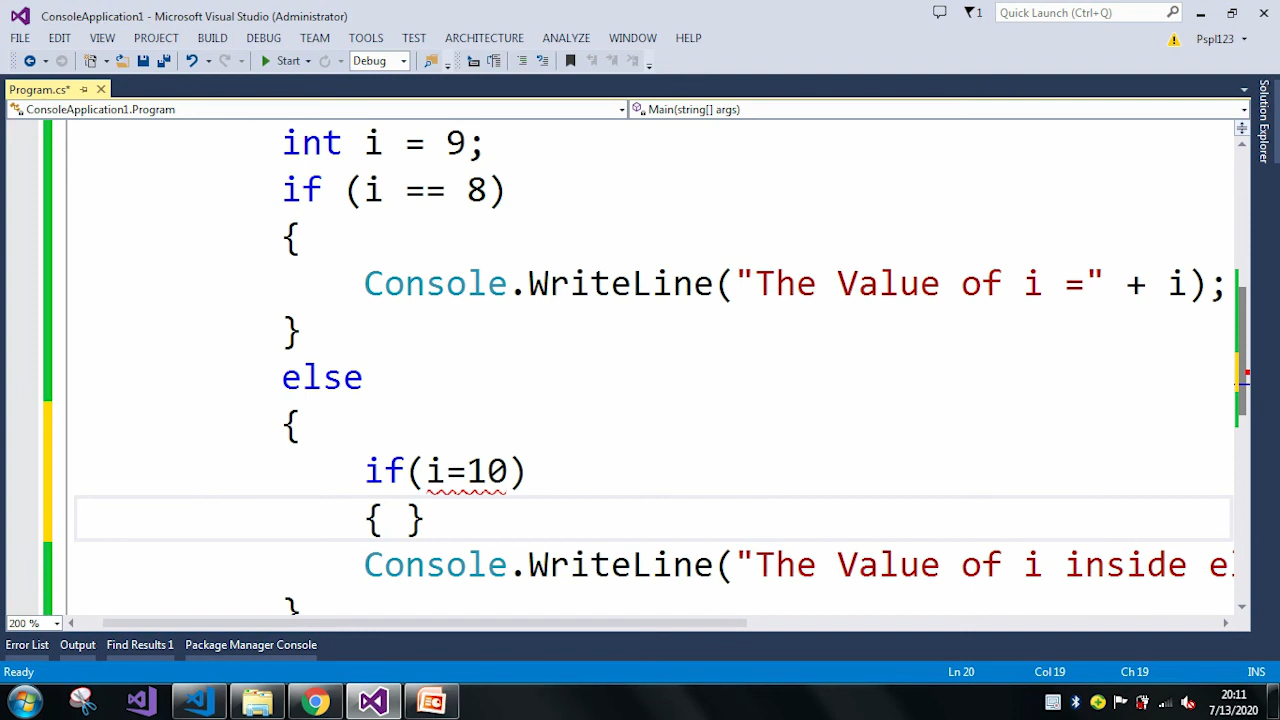 ConsoleApplication1 - Microsoft Visual Studio (Administrator)
1
Quick Launch (Ctrl+Q)
FILE EDIT VIEW PROJECT BUILD DEBUG TEAM TOOLS TEST ARCHITECTURE ANALYZE WINDOW HELP
Pspl123
Start Debug
Program.cs*
ConsoleApplication1.Program Main(string[] args)
Solution Explorer
int i = 9;
if (i == 8)
{
Console.WriteLine("The Value of i =" + i);
}
else
{
if(i=10)
{ }
Console.WriteLine("The Value of i inside el
}
200 %
Error List Output Find Results 1 Package Manager Console
Ready Ln 20 Col 19 Ch 19 INS
20:11
7/13/2020